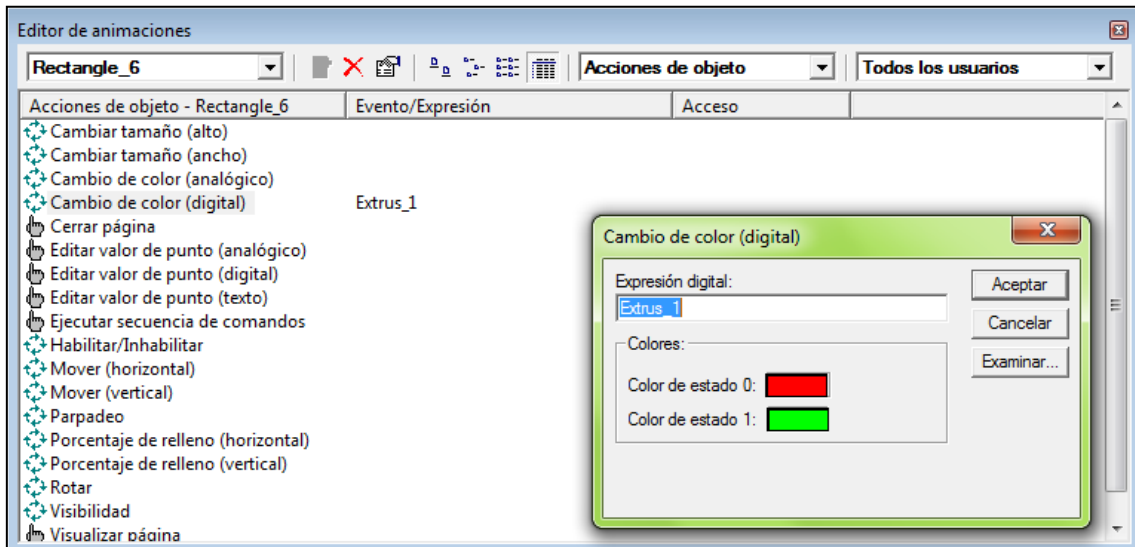 Editor de animaciones
Rectangle_6 Acciones de objeto Todos los usuarios
Acciones de objeto - Rectangle_6 Evento/Expresión Acceso
Cambiar tamaño (alto)
Cambiar tamaño (ancho)
Cambio de color (analógico)
Cambio de color (digital) Extrus_1
Cerrar página
Editar valor de punto (analógico)
Editar valor de punto (digital)
Editar valor de punto (texto)
Ejecutar secuencia de comandos
Habilitar/Inhabilitar
Mover (horizontal)
Mover (vertical)
Parpadeo
Porcentaje de relleno (horizontal)
Porcentaje de relleno (vertical)
Rotar
Visibilidad
Visualizar página
Cambio de color (digital)
Expresión digital:
Extrus_1
Colores:
Color de estado 0:
Color de estado 1:
Aceptar
Cancelar
Examinar...